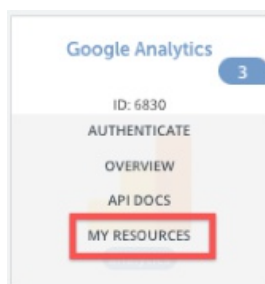 Google Analytics
3
ID: 6830
AUTHENTICATE
OVERVIEW
API DOCS
MY RESOURCES